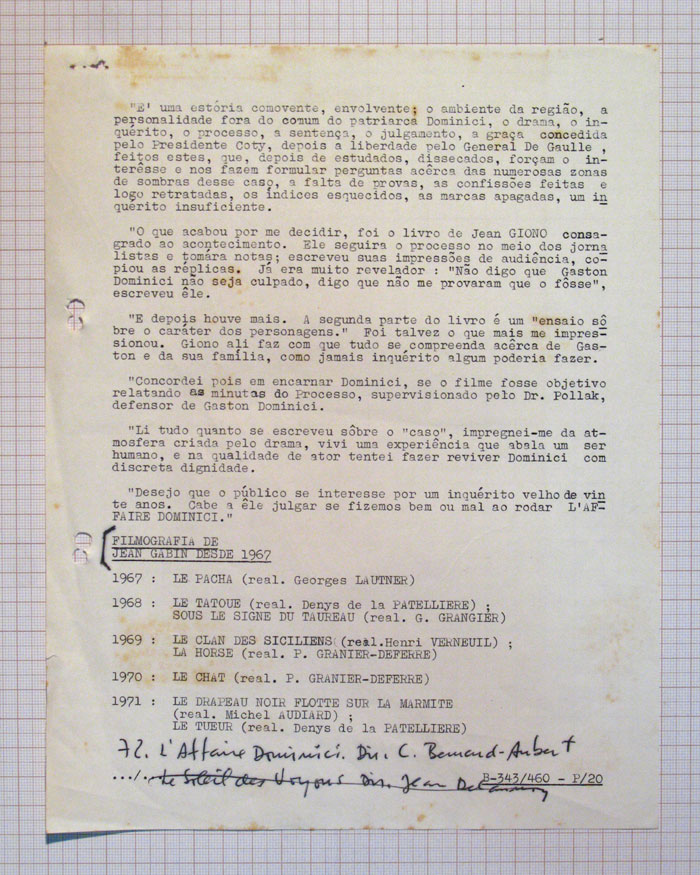 "E' uma estória comovente, envolvente; o ambiente da região, a
personalidade fora do comum do patriarca Dominici, o drama, o in-
quérito, o processo, a sentença, o julgamento, a graça concedida
pelo Presidente Coty, depois a liberdade pelo General De Gaulle ,
feitos estes, que, depois de estudados, dissecados, forçam o in-
terêsse e nos fazem formular perguntas acêrca das numerosas zonas
de sombras desse caso, a falta de provas, as confissões feitas e
logo retratadas, os índices esquecidos, as marcas apagadas, um in
quérito insuficiente.
"O que acabou por me decidir, foi o livro de Jean GIONO consa-
grado ao acontecimento. Ele seguira o processo no meio dos jorna
listas e tomára notas; escreveu suas impressões de audiência, co-
piou as réplicas. Já era muito revelador : "Não digo que Gaston
Dominici não seja culpado, digo que não me provaram que o fôsse",
escreveu êle.
"E depois houve mais. A segunda parte do livro é um "ensaio sô
bre o caráter dos personagens." Foi talvez o que mais me impres-
sionou. Giono ali faz com que tudo se compreenda acêrca de Gas-
ton e da sua família, como jamais inquérito algum poderia fazer.
"Concordei pois em encarnar Dominici, se o filme fosse objetivo
relatando as minutas do Processo, supervisionado pelo Dr. Pollak,
defensor de Gaston Dominici.
"Li tudo quanto se escreveu sôbre o "caso", impregnei-me da at-
mosfera criada pelo drama, vivi uma experiência que abala um ser
humano, e na qualidade de ator tentei fazer reviver Dominici com
discreta dignidade.
"Desejo que o público se interesse por um inquérito velho de vin
te anos. Cabe a êle julgar se fizemos bem ou mal ao rodar L'AF-
FAIRE DOMINICI."
FILMOGRAFIA DE
JEAN GABIN DESDE 1967
1967 : LE PACHA (real. Georges LAUTNER)
1968 : LE TATOUE (real. Denys de la PATELLIERE) ;
SOUS LE SIGNE DU TAUREAU (real. G. GRANGIER)
1969 : LE CLAN DES SICILIENS (real.Henri VERNEUIL) ;
LA HORSE (real. P. GRANIER-DEFERRE)
1970 : LE CHAT (real. P. GRANIER-DEFERRE)
1971 : LE DRAPEAU NOIR FLOTTE SUR LA MARMITE
(real. Michel AUDIARD) ;
LE TUEUR (real. Denys de la PATELLIERE)
72. L'Affaire Dominici. Dir. C. Bernard-Aubert
.../. Le Soleil des Voyous Dir. Jean Delannoy B-343/460 - P/20